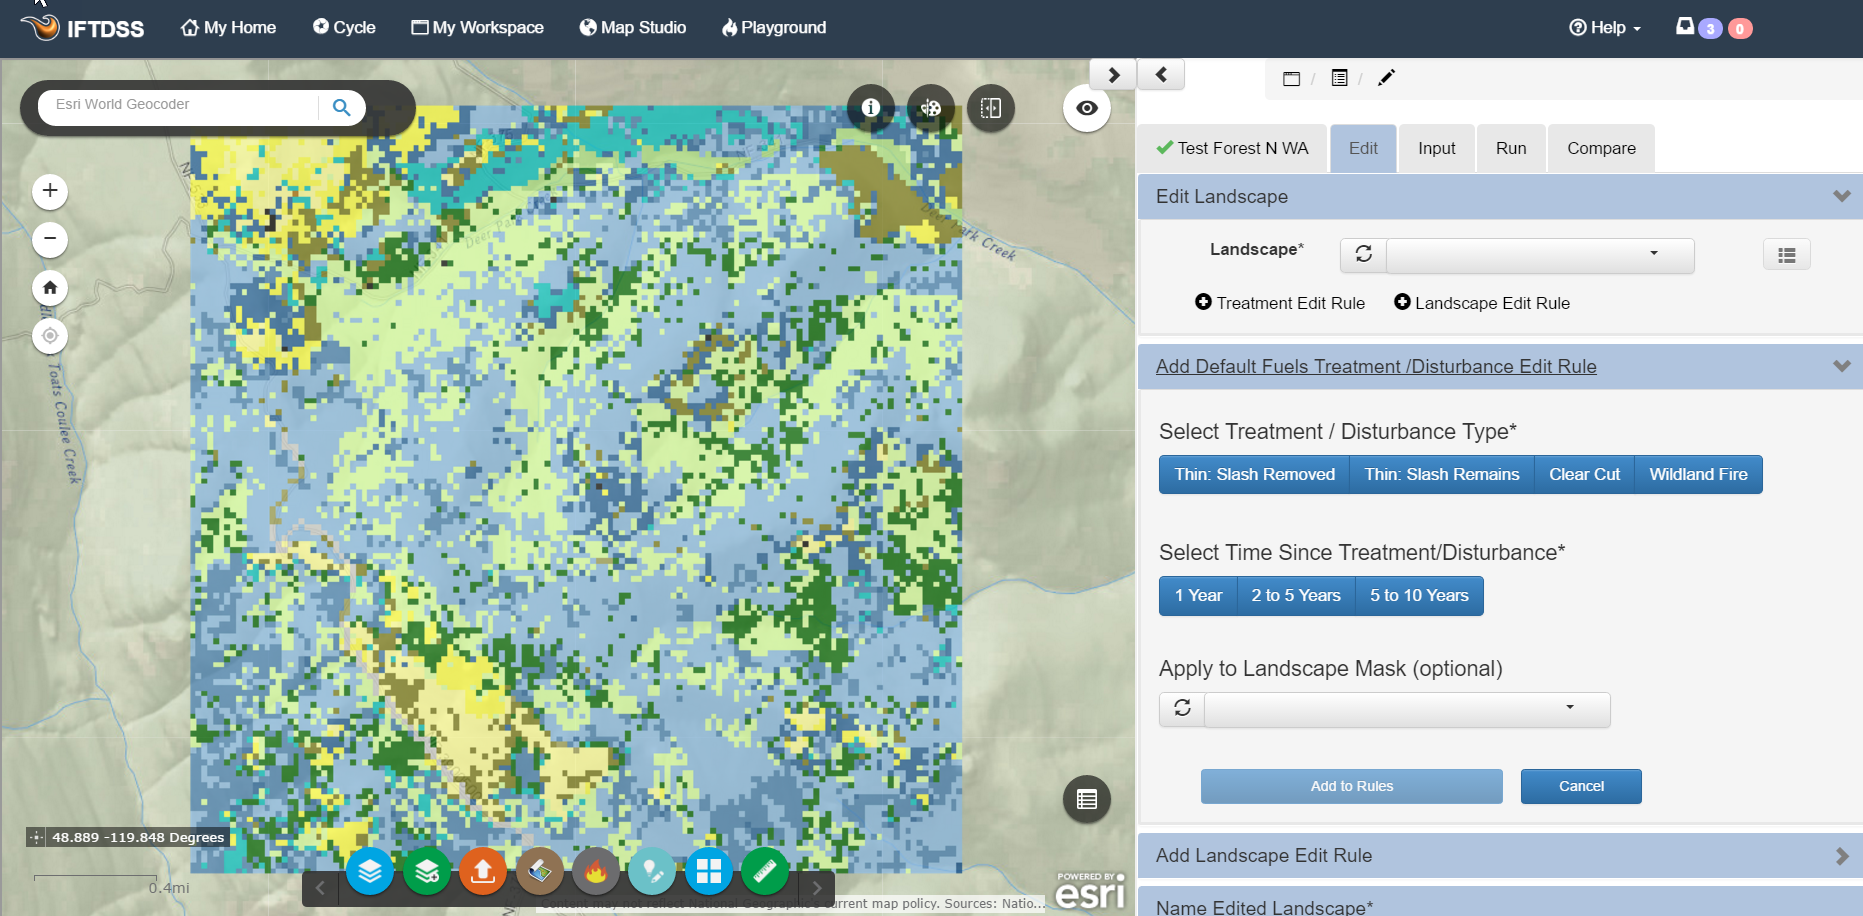 IFTDSS
My Home
Cycle
My Workspace
Map Studio
Playground
Help
3
0
Esri World Geocoder
Test Forest N WA
Edit
Input
Run
Compare
Edit Landscape
Landscape*
Treatment Edit Rule
Landscape Edit Rule
Add Default Fuels Treatment /Disturbance Edit Rule
Select Treatment / Disturbance Type*
Thin: Slash Removed
Thin: Slash Remains
Clear Cut
Wildland Fire
Select Time Since Treatment/Disturbance*
1 Year
2 to 5 Years
5 to 10 Years
Apply to Landscape Mask (optional)
Add to Rules
Cancel
Add Landscape Edit Rule
Name Edited Landscape*
Deer Park Creek
Toats Coulee Creek
48.889 -119.848 Degrees
0.4mi
POWERED BY
esri
Content may not reflect National Geographic's current map policy. Sources: Natio...